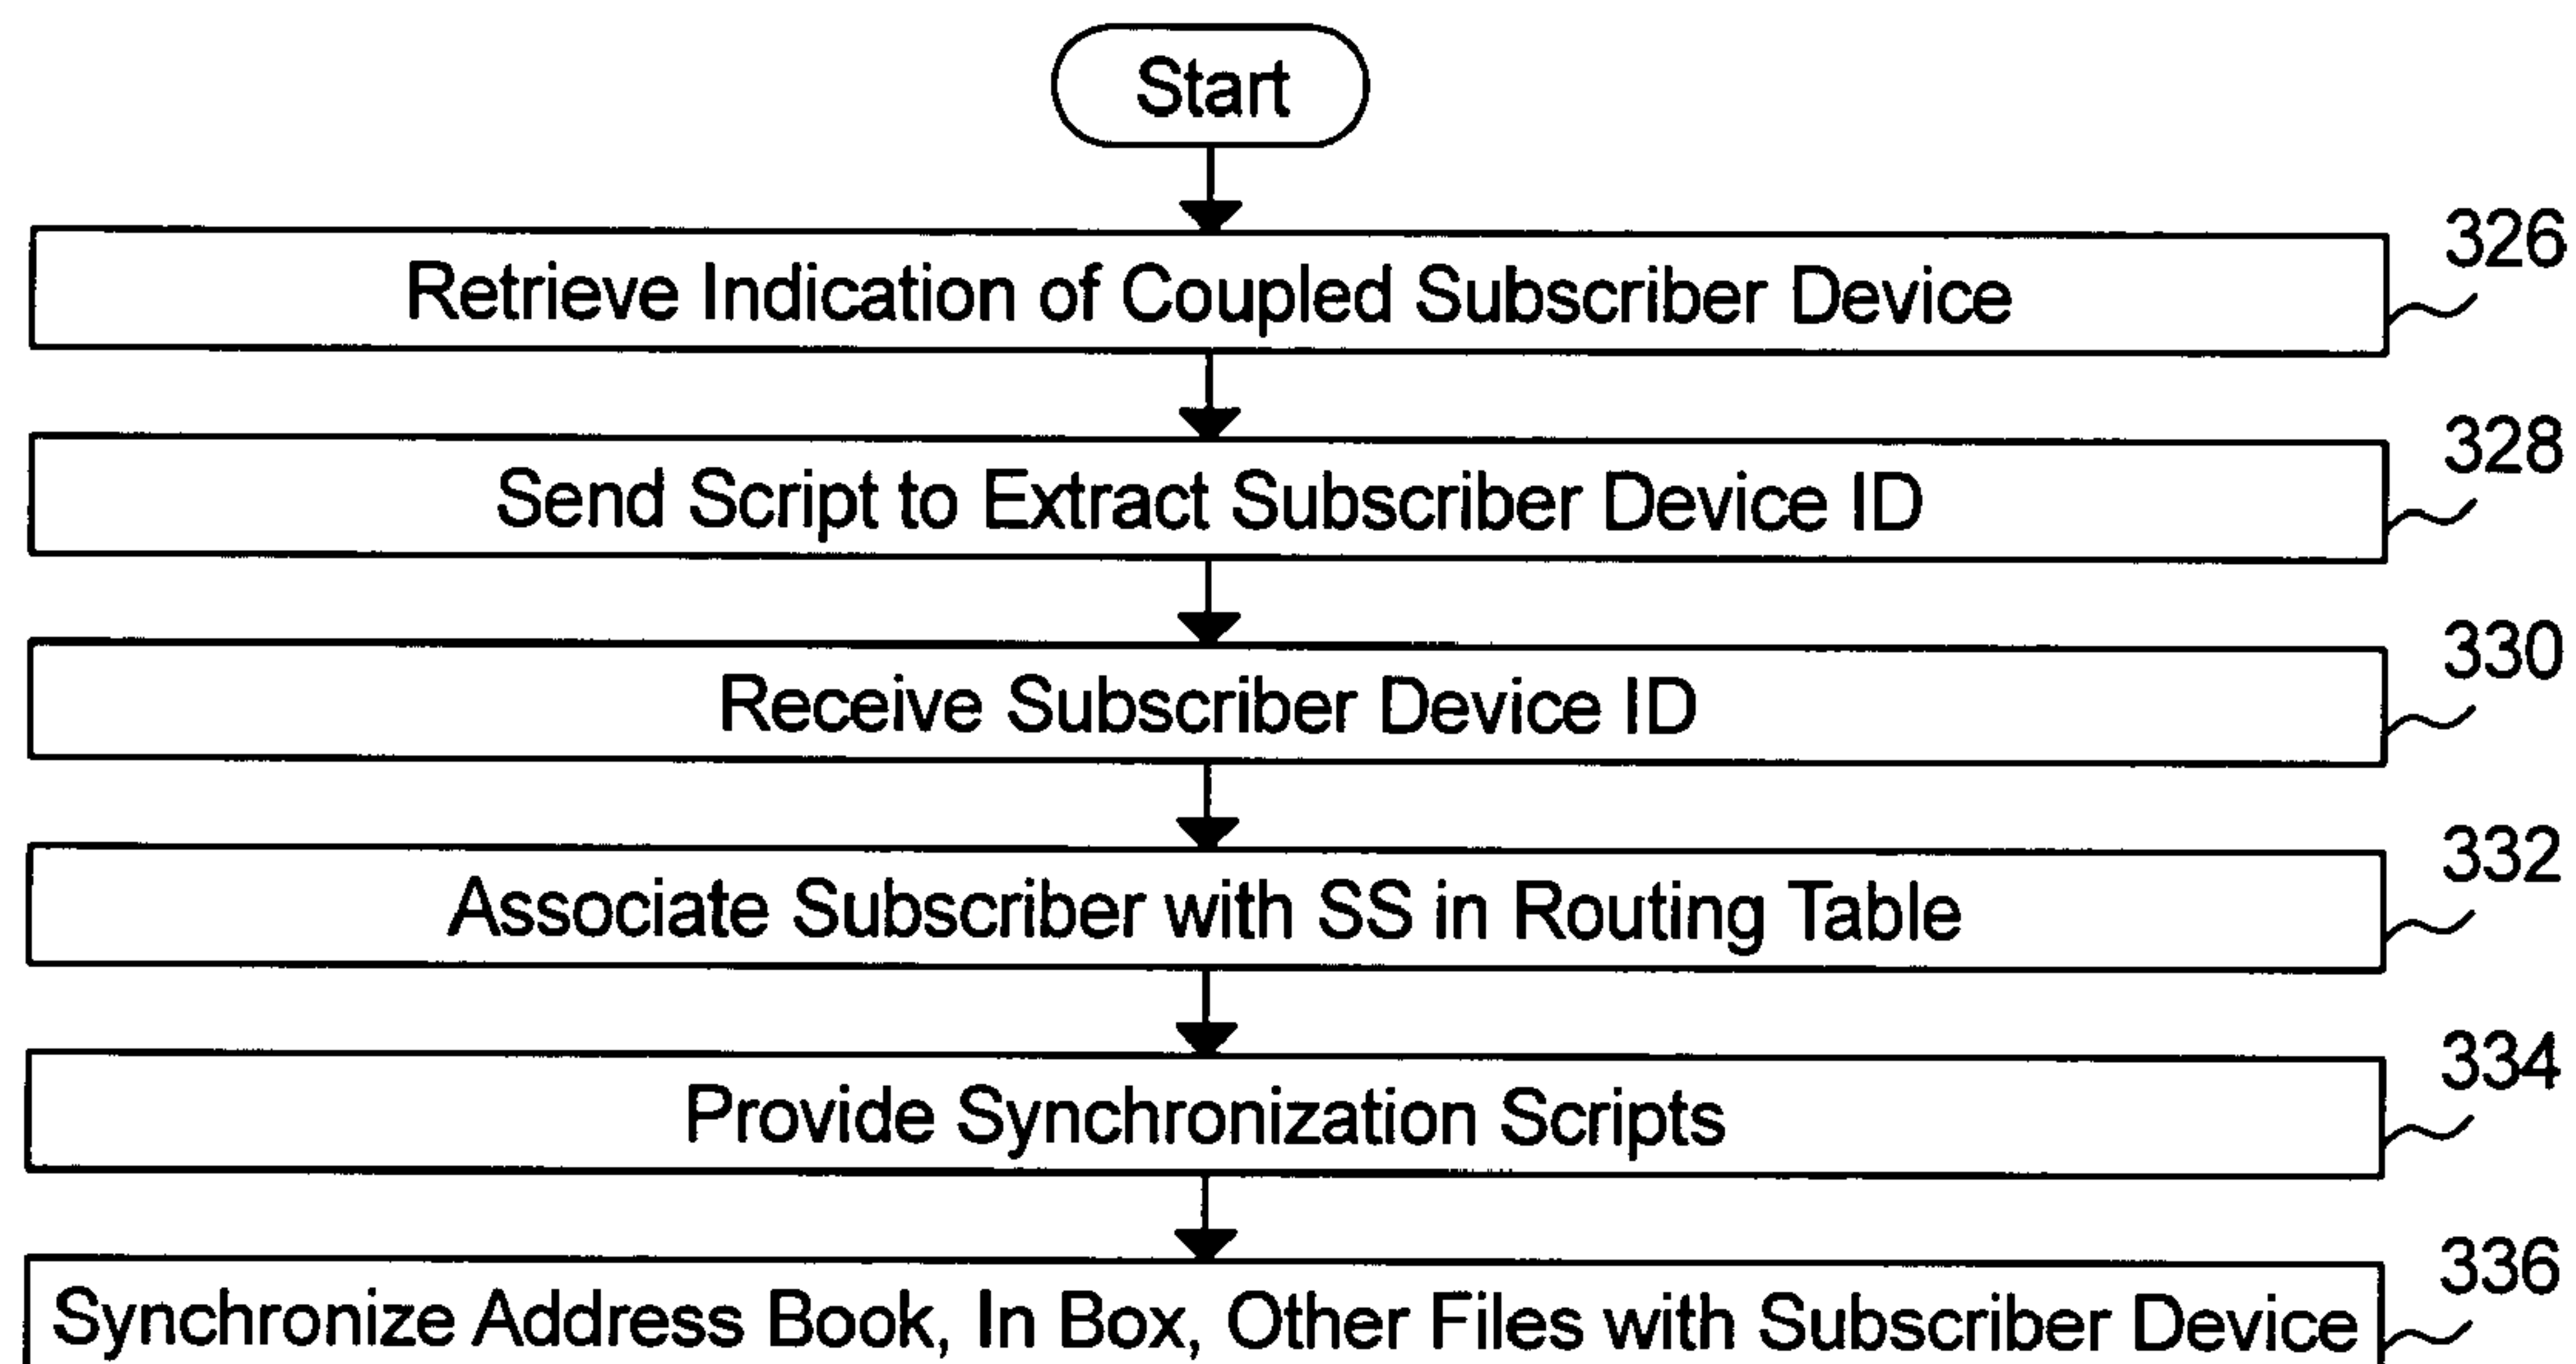 Start
326
Retrieve Indication of Coupled Subscriber Device
328
Send Script to Extract Subscriber Device ID
330
Receive Subscriber Device ID
332
Associate Subscriber with SS in Routing Table
334
Provide Synchronization Scripts
336
Synchronize Address Book, In Box, Other Files with Subscriber Device